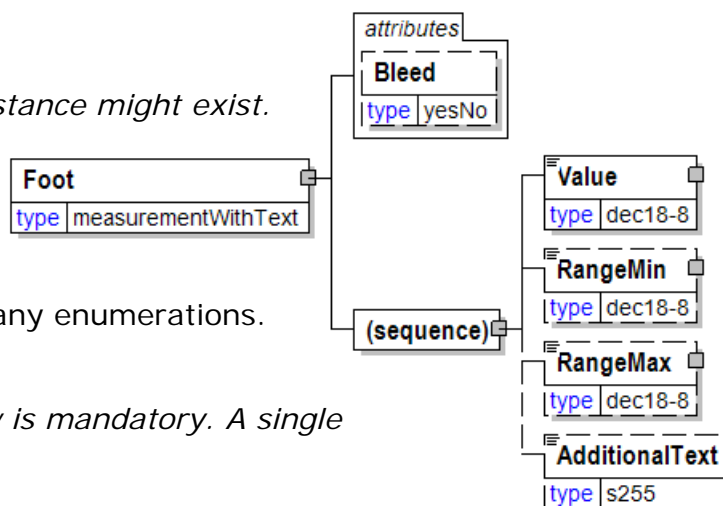 attributes
Bleed
type yesNo
stance might exist.
Foot
type measurementWithText
Value
type dec18-8
RangeMin
type dec18-8
any enumerations.
(sequence)
RangeMax
type dec18-8
is mandatory. A single
AdditionalText
type s255